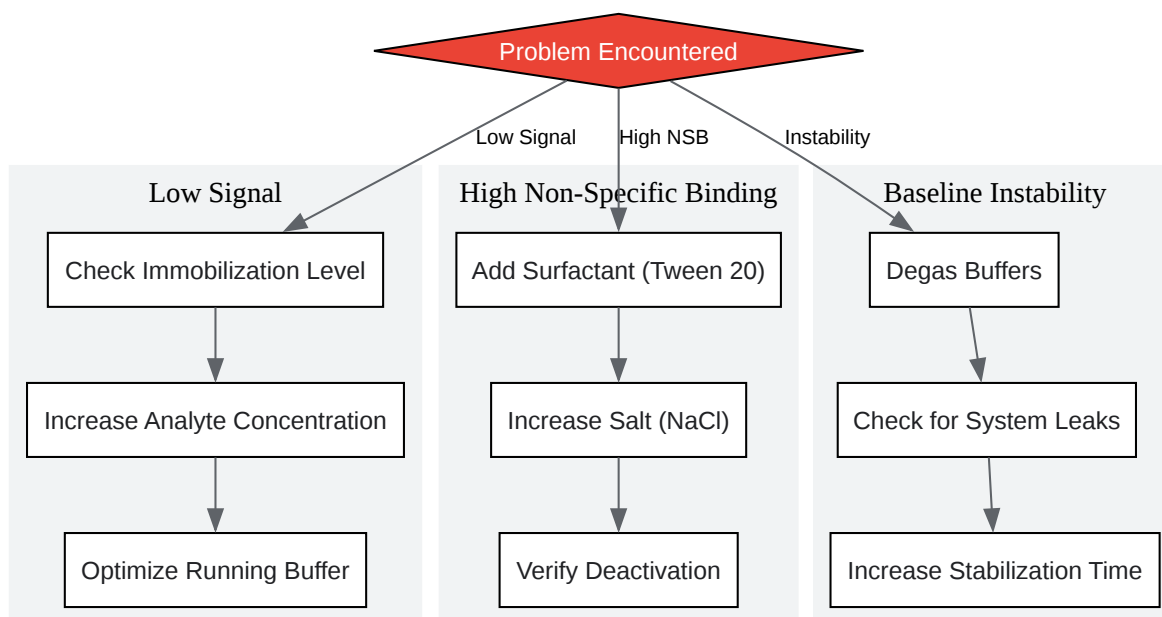 Problem Encountered
Low Signal
High NSB
Instability
Low Signal
Check Immobilization Level
Increase Analyte Concentration
Optimize Running Buffer
High Non-Specific Binding
Add Surfactant (Tween 20)
Increase Salt (NaCl)
Verify Deactivation
Baseline Instability
Degas Buffers
Check for System Leaks
Increase Stabilization Time